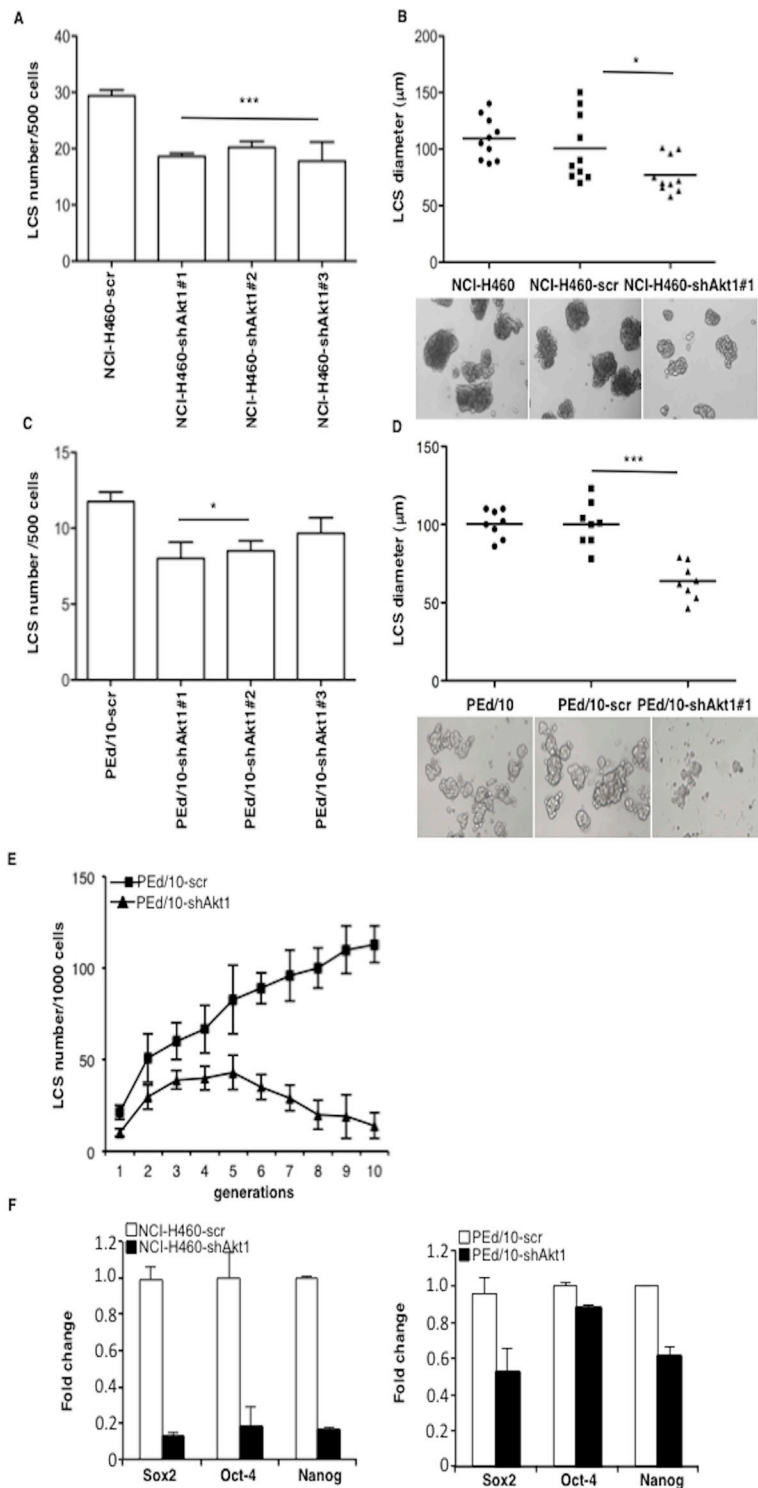 A
LCS number/500 cells
40
30
20
10
0
***
NCI-H460-scr
NCI-H460-shAkt1#1
NCI-H460-shAkt1#2
NCI-H460-shAkt1#3
B
LCS diameter (μm)
200
150
100
50
0
*
NCI-H460 NCI-H460-scr NCI-H460-shAkt1#1
C
LCS number /500 cells
15
10
5
0
*
PEd/10-scr
PEd/10-shAkt1#1
PEd/10-shAkt1#2
PEd/10-shAkt1#3
D
LCS diameter (μm)
150
100
50
0
***
PEd/10 PEd/10-scr PEd/10-shAkt1#1
E
LCS number/1000 cells
150
100
50
0
PEd/10-scr
PEd/10-shAkt1
1 2 3 4 5 6 7 8 9 10
generations
F
NCI-H460-scr
NCI-H460-shAkt1
Fold change
1.2
1.0
0.8
0.6
0.4
0.2
0
Sox2 Oct-4 Nanog
PEd/10-scr
PEd/10-shAkt1
Fold change
1.2
1.0
0.8
0.6
0.4
0.2
0
Sox2 Oct-4 Nanog